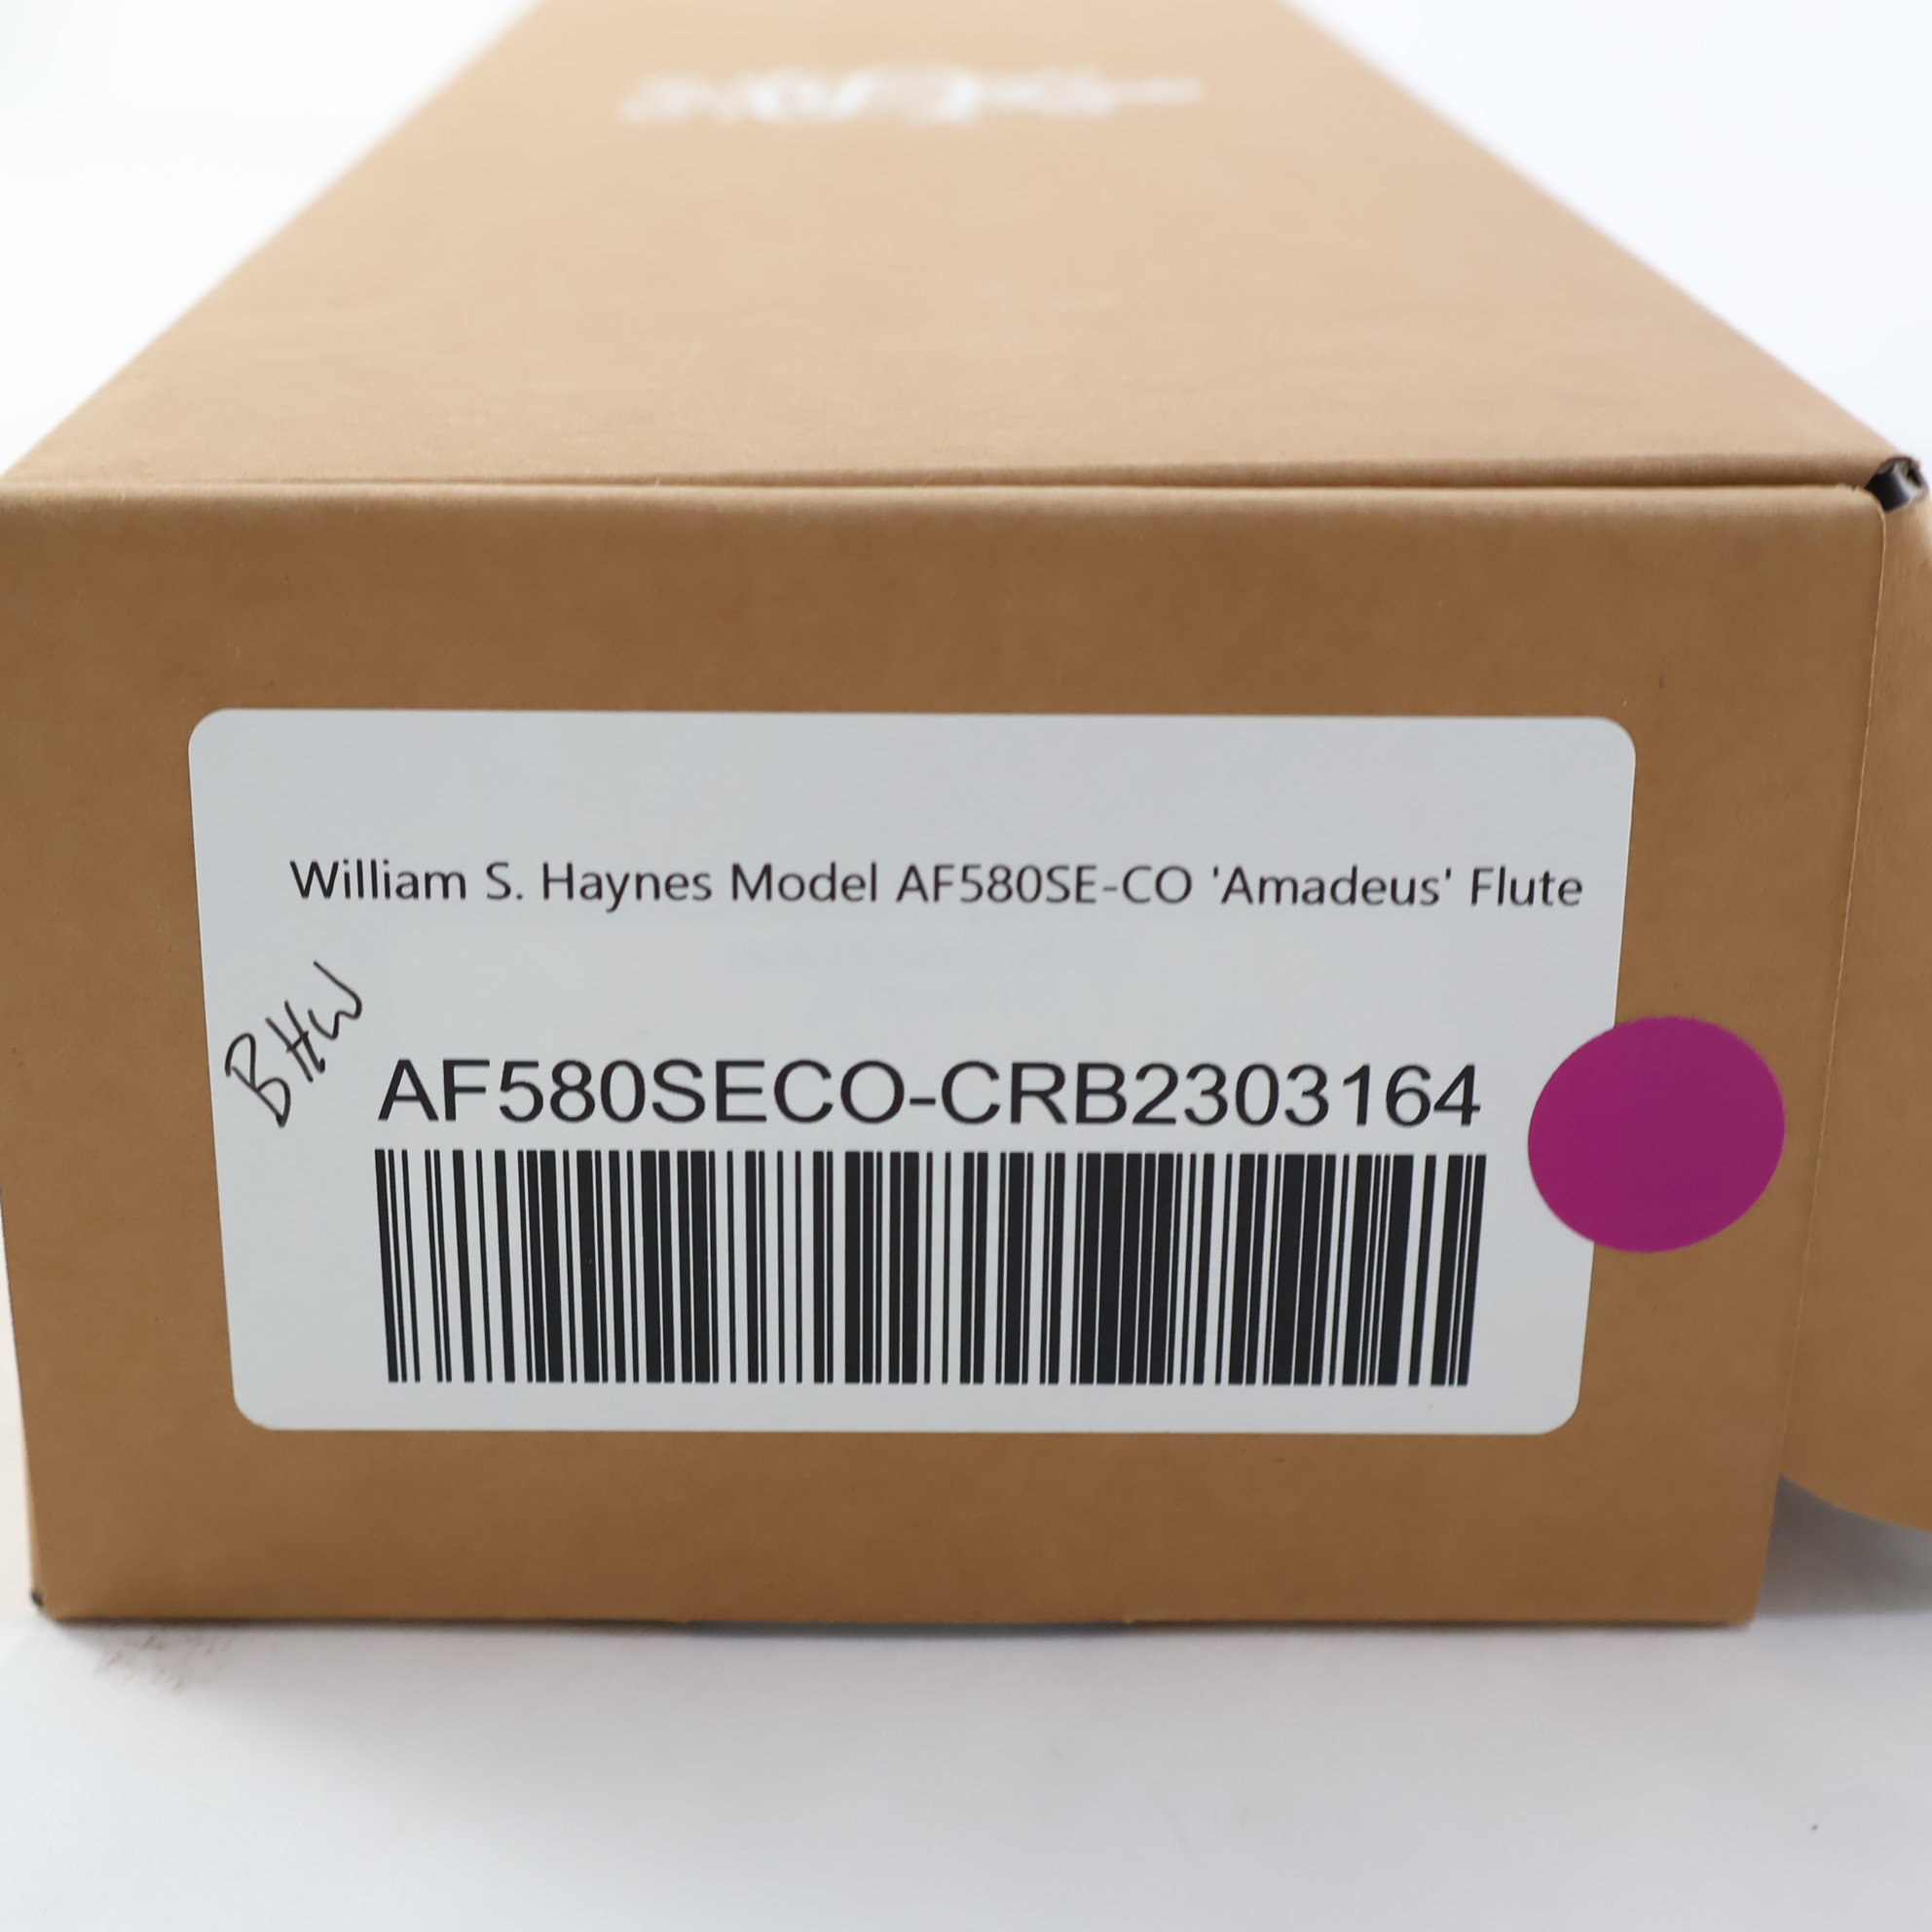 William S. Haynes Model AF580SE-CO 'Amadeus' Flute
BHW
AF580SECO-CRB2303164